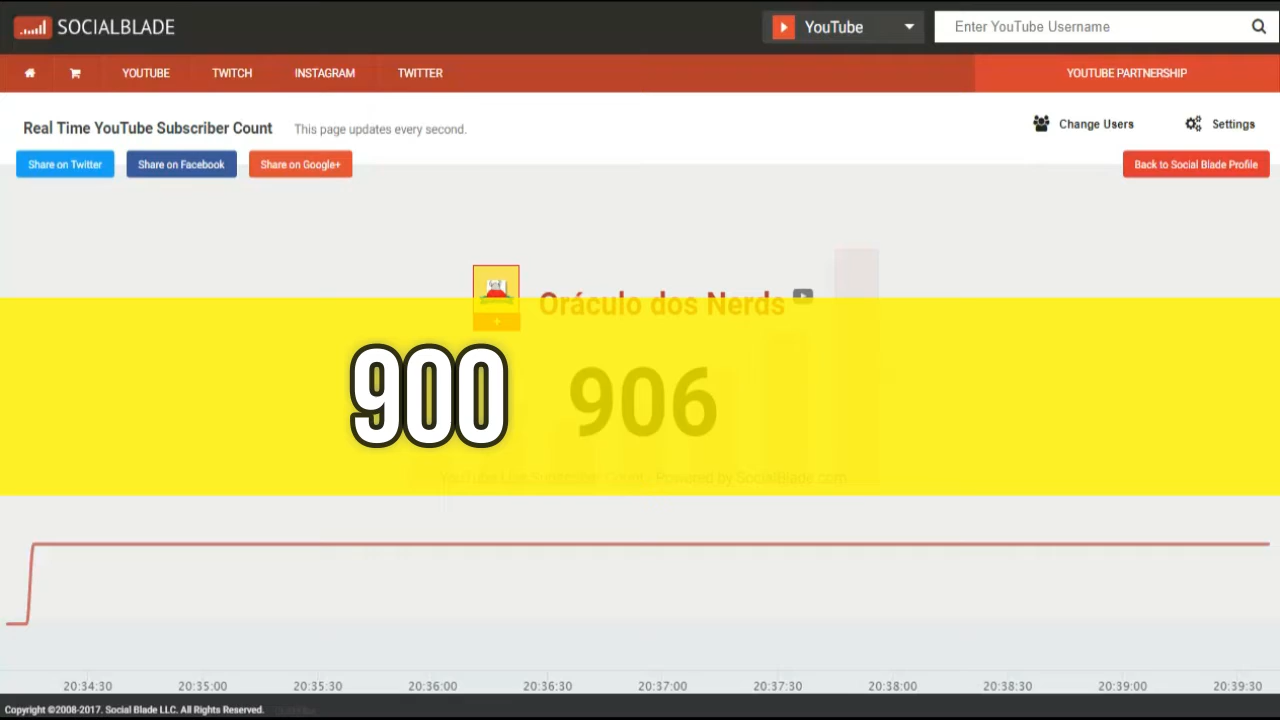 SOCIALBLADE
YouTube
Enter YouTube Username
YOUTUBE
TWITCH
INSTAGRAM
TWITTER
YOUTUBE PARTNERSHIP
Real Time YouTube Subscriber Count
This page updates every second.
Change Users
Settings
Share on Twitter
Share on Facebook
Share on Google+
Back to Social Blade Profile
Oráculo dos Nerds
900
906
YouTube Live Subscriber Count - Powered by SocialBlade.com
20:34:30 20:35:00 20:35:30 20:36:00 20:36:30 20:37:00 20:37:30 20:38:00 20:38:30 20:39:00 20:39:30
Copyright ©2008-2017. Social Blade LLC. All Rights Reserved.